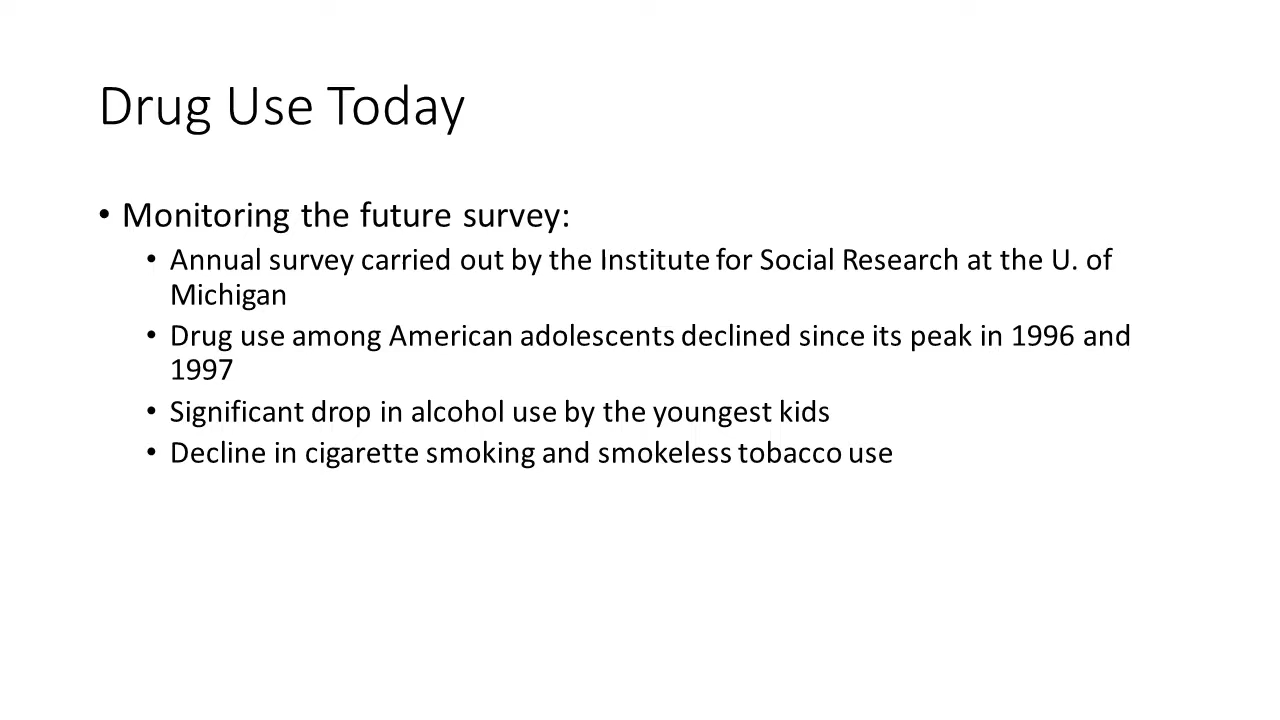 Drug Use Today
• Monitoring the future survey:
• Annual survey carried out by the Institute for Social Research at the U. of
Michigan
• Drug use among American adolescents declined since its peak in 1996 and
1997
• Significant drop in alcohol use by the youngest kids
• Decline in cigarette smoking and smokeless tobacco use